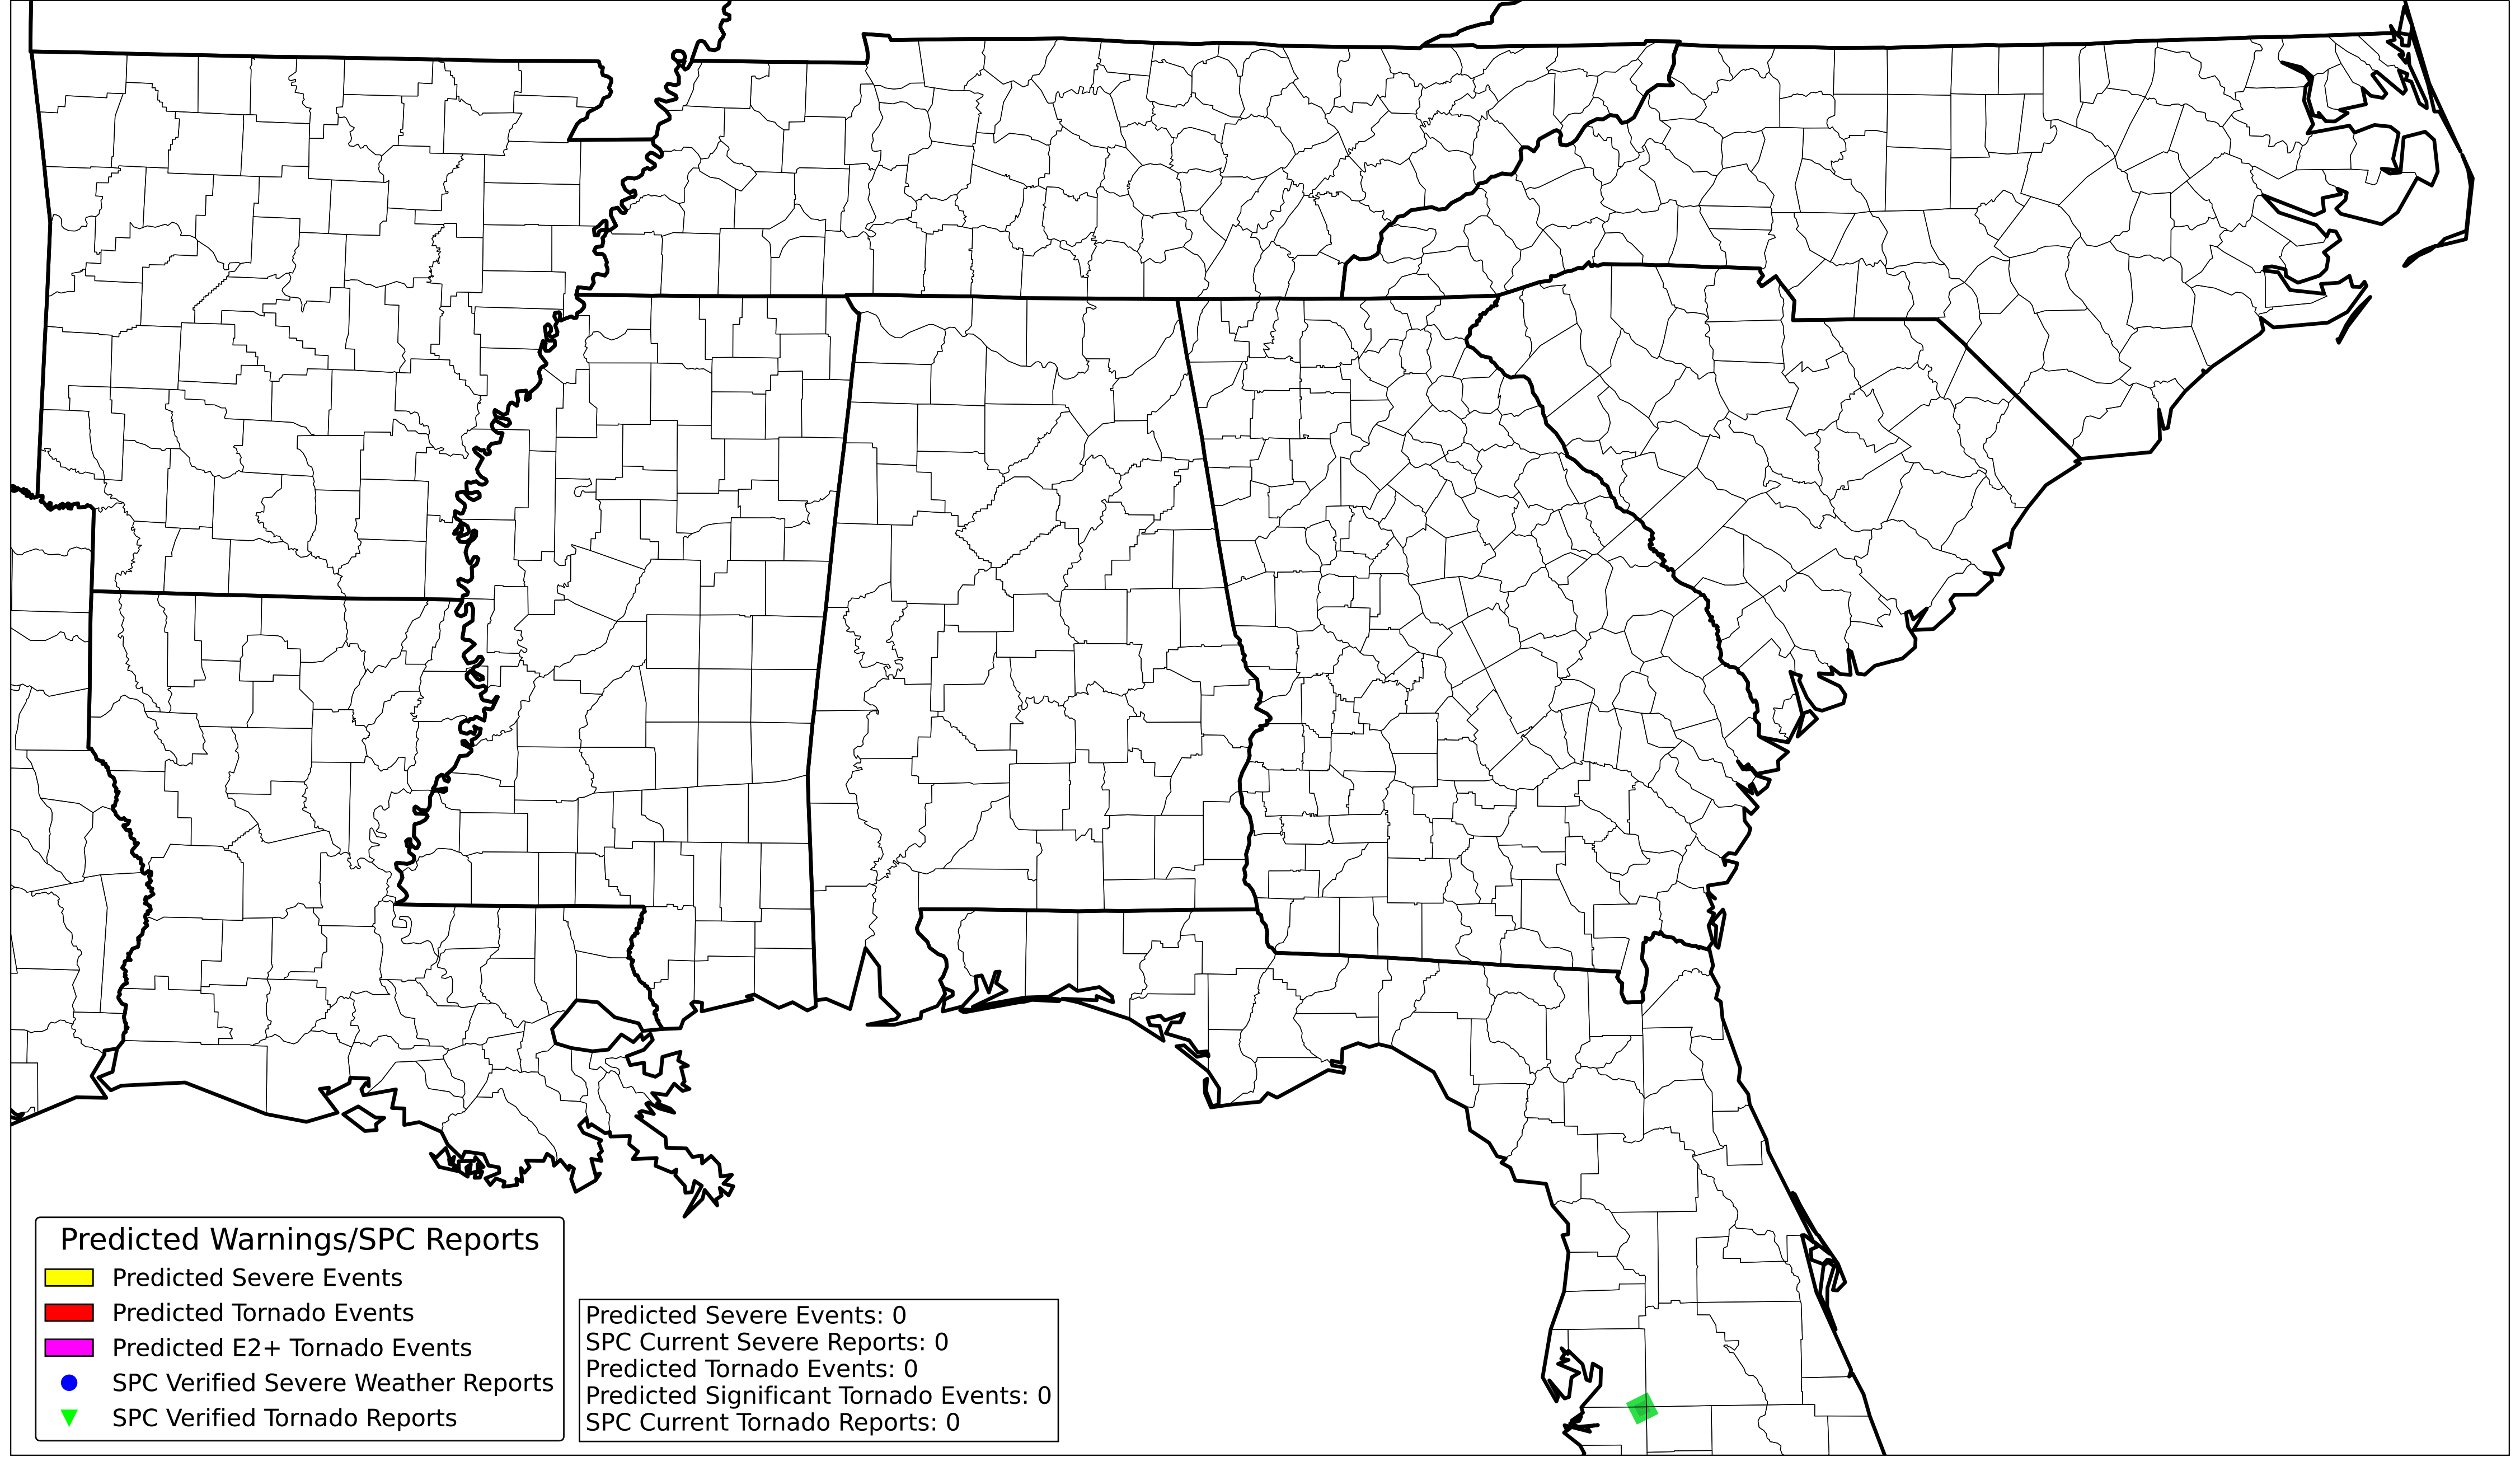 Predicted Warnings/SPC Reports
Predicted Severe Events
Predicted Tornado Events
Predicted E2+ Tornado Events
SPC Verified Severe Weather Reports
SPC Verified Tornado Reports
Predicted Severe Events: 0
SPC Current Severe Reports: 0
Predicted Tornado Events: 0
Predicted Significant Tornado Events: 0
SPC Current Tornado Reports: 0